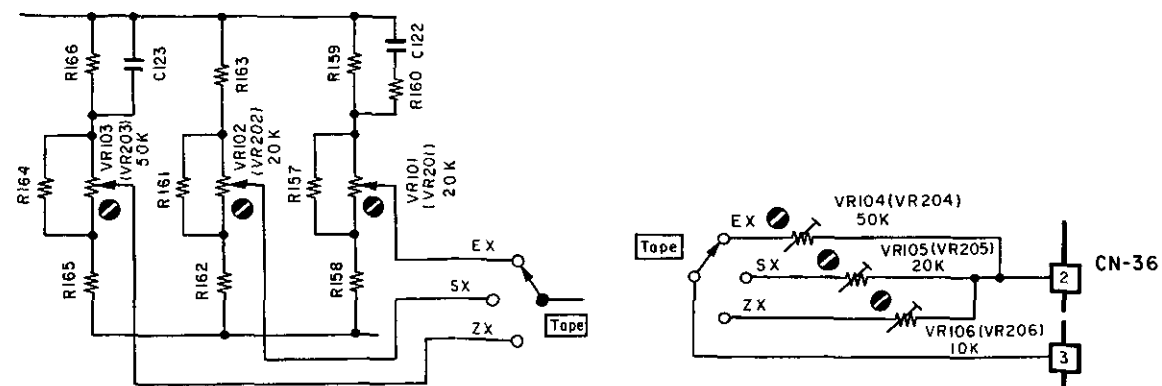 R166
C123
R163
R159
C122
R160
R164
VR103
(VR203)
50K
R161
VR102
(VR202)
20K
R157
VR101
(VR201)
20K
R165
R162
R158
EX
SX
ZX
Tape
Tape
EX
VR104(VR204)
50K
SX
VR105(VR205)
20K
ZX
VR106(VR206)
10K
2
CN-36
3